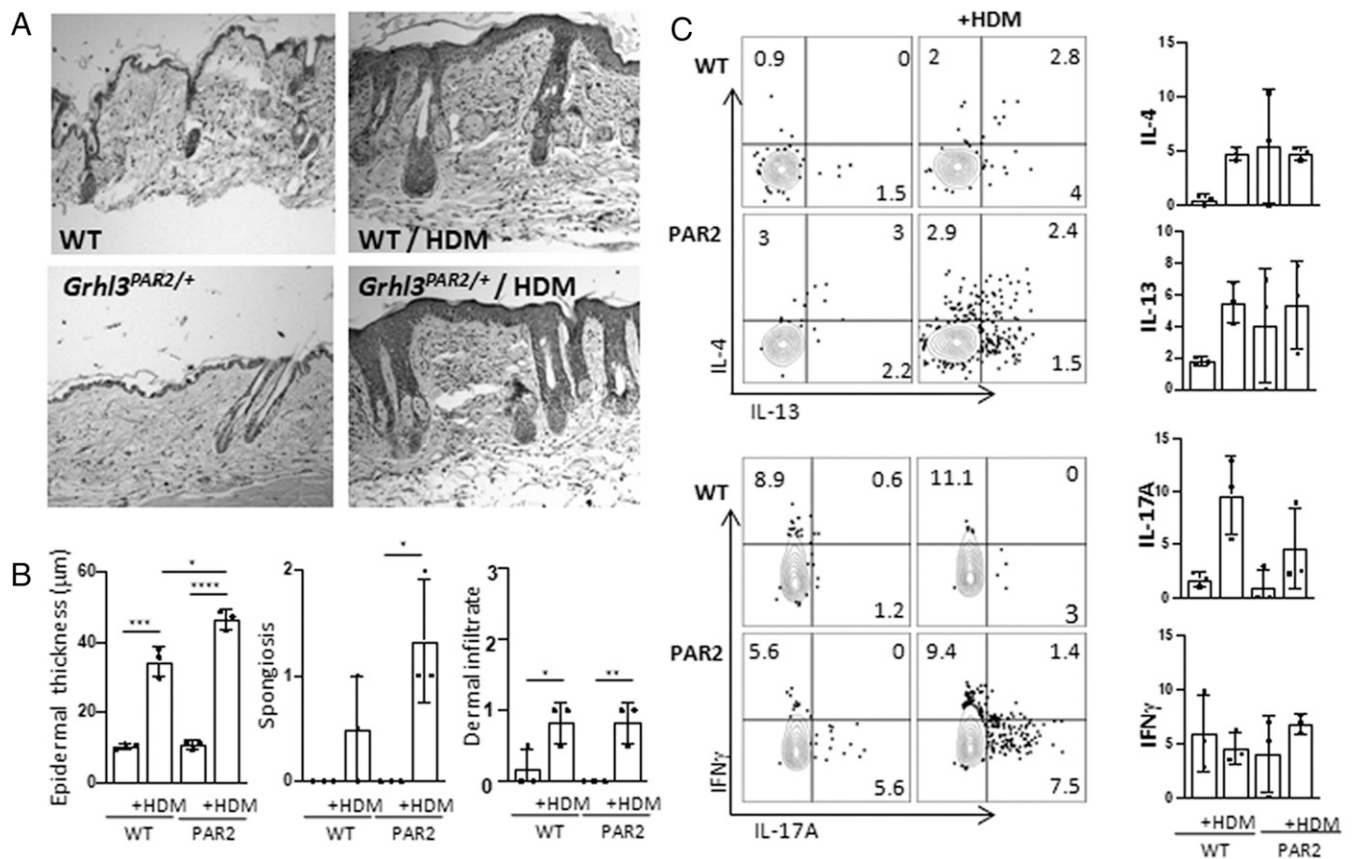 A
WT
WT / HDM
Grhl3PAR2/+
Grhl3PAR2/+ / HDM
B
Epidermal thickness (µm)
60
40
20
0
***
*
****
+HDM
+HDM
WT
PAR2
Spongiosis
2
1
0
*
+HDM
+HDM
WT
PAR2
Dermal infiltrate
3
2
1
0
*
**
+HDM
+HDM
WT
PAR2
C
+HDM
WT
0.9
0
1.5
2
2.8
4
PAR2
3
3
2.2
2.9
2.4
1.5
IL-4
IL-13
WT
8.9
0.6
1.2
11.1
0
3
PAR2
5.6
0
5.6
9.4
1.4
7.5
IFNγ
IL-17A
IL-4
15
10
5
0
IL-13
10
8
6
4
2
0
IL-17A
15
10
5
0
IFNγ
15
10
5
0
+HDM
+HDM
WT
PAR2